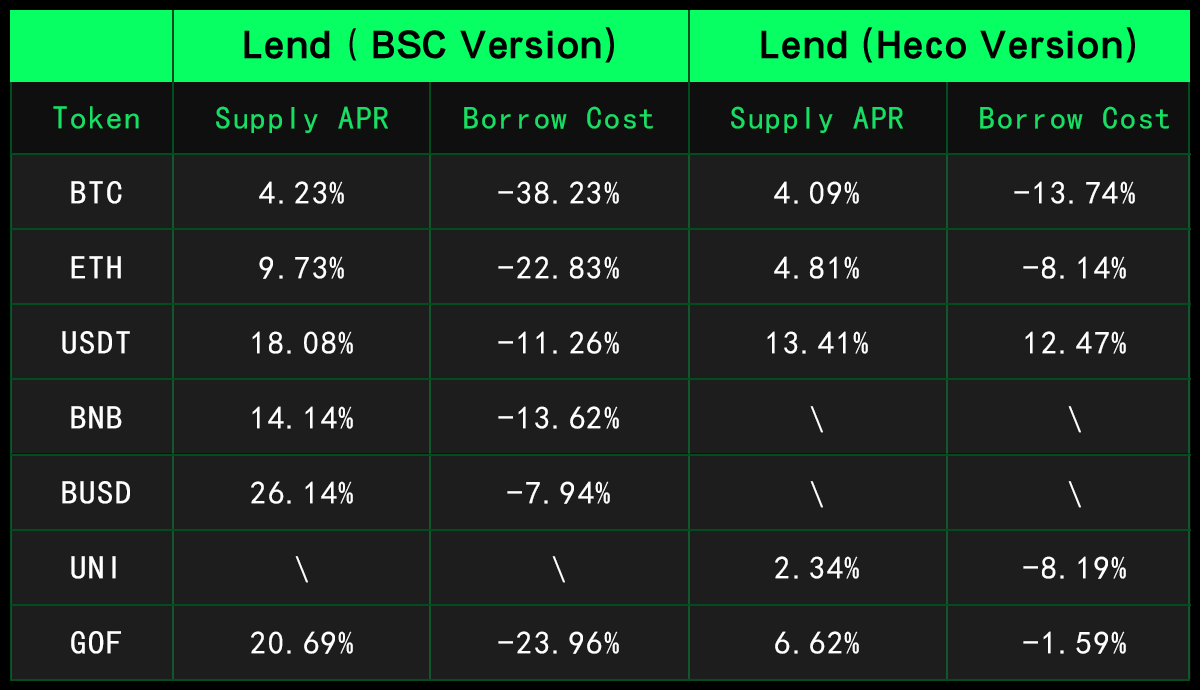 Lend ( BSC Version) Lend (Heco Version)
Token Supply APR Borrow Cost Supply APR Borrow Cost
BTC 4.23% -38.23% 4.09% -13.74%
ETH 9.73% -22.83% 4.81% -8.14%
USDT 18.08% -11.26% 13.41% 12.47%
BNB 14.14% -13.62% \ \
BUSD 26.14% -7.94% \ \
UNI \ \ 2.34% -8.19%
GOF 20.69% -23.96% 6.62% -1.59%